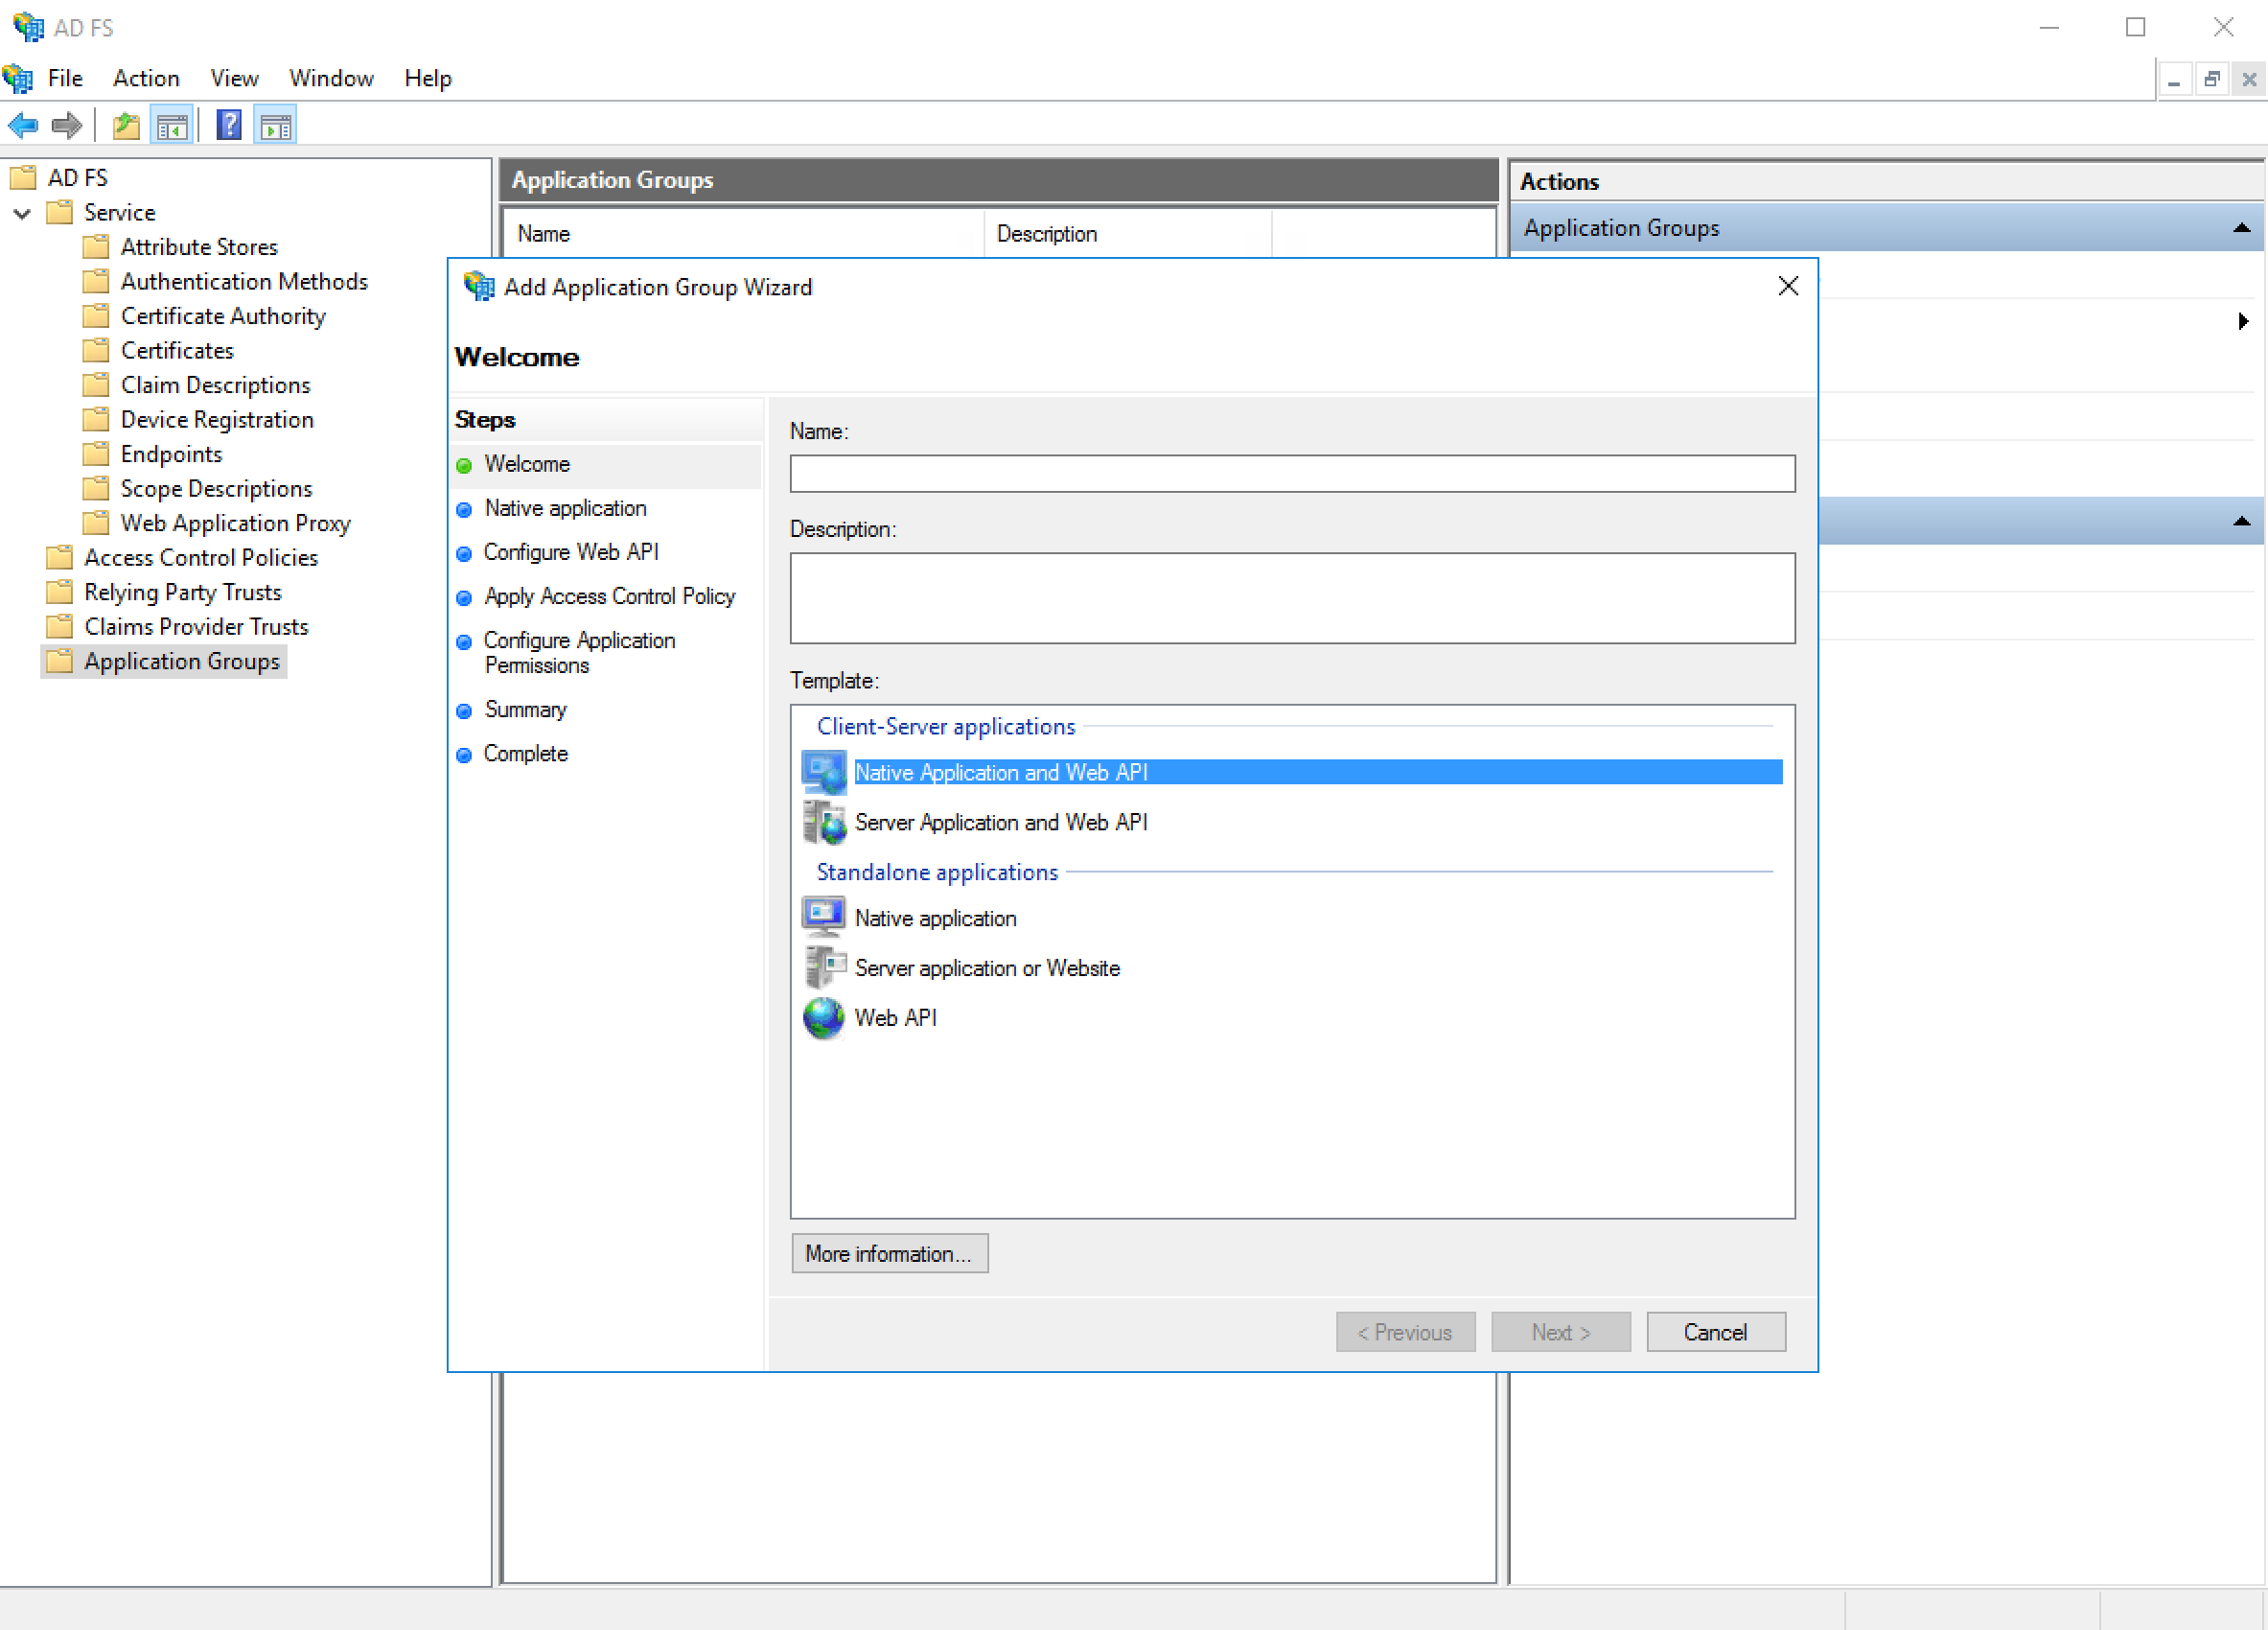 AD FS
File Action View Window Help
AD FS
Service
Attribute Stores
Authentication Methods
Certificate Authority
Certificates
Claim Descriptions
Device Registration
Endpoints
Scope Descriptions
Web Application Proxy
Access Control Policies
Relying Party Trusts
Claims Provider Trusts
Application Groups
Application Groups
Name Description
Actions
Application Groups
Add Application Group Wizard
Welcome
Steps
Welcome
Native application
Configure Web API
Apply Access Control Policy
Configure Application
Permissions
Summary
Complete
Name:
Description:
Template:
Client-Server applications
Native Application and Web API
Server Application and Web API
Standalone applications
Native application
Server application or Website
Web API
More information...
< Previous Next > Cancel